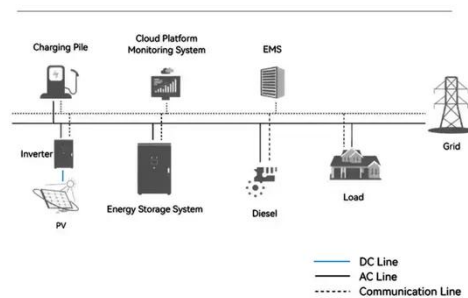 Charging Pile
Cloud Platform
Monitoring System
EMS
Grid
Inverter
PV
Energy Storage System
Diesel
Load
DC Line
AC Line
Communication Line